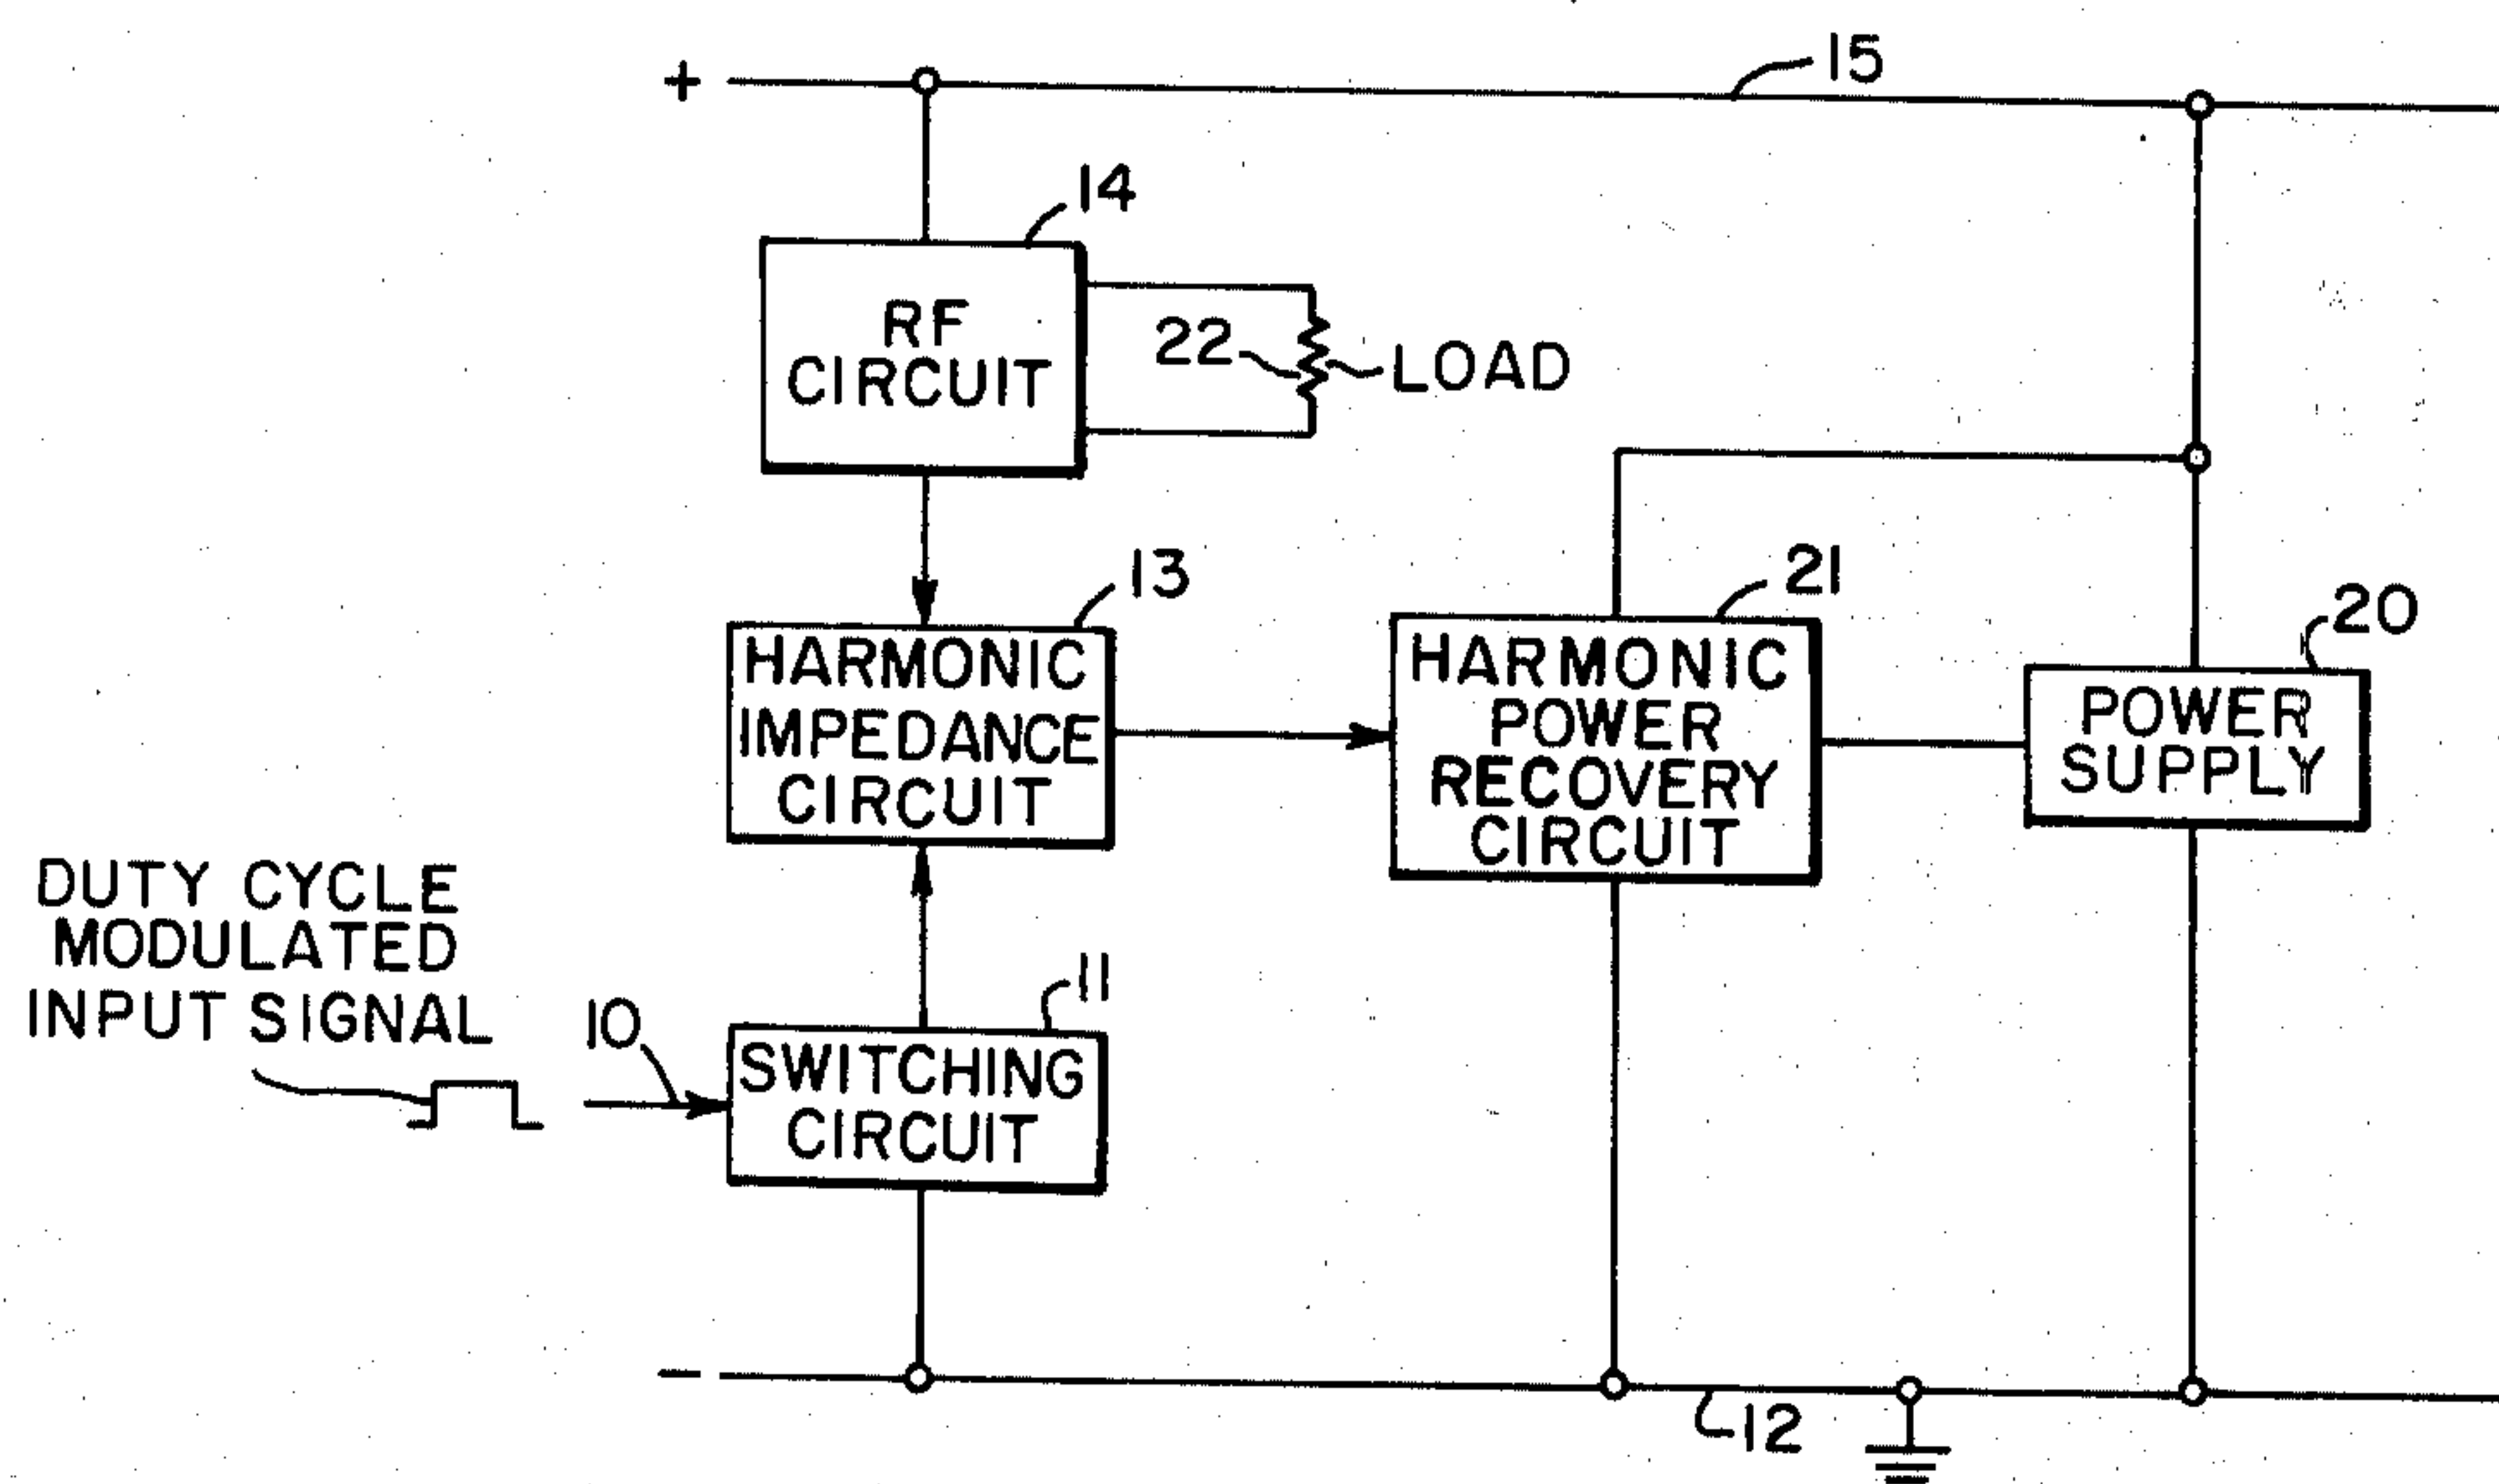 +
15
14
RF
CIRCUIT
22
LOAD
13
21
20
HARMONIC
IMPEDANCE
CIRCUIT
HARMONIC
POWER
RECOVERY
CIRCUIT
POWER
SUPPLY
DUTY CYCLE
MODULATED
INPUT SIGNAL
10
11
SWITCHING
CIRCUIT
−
12